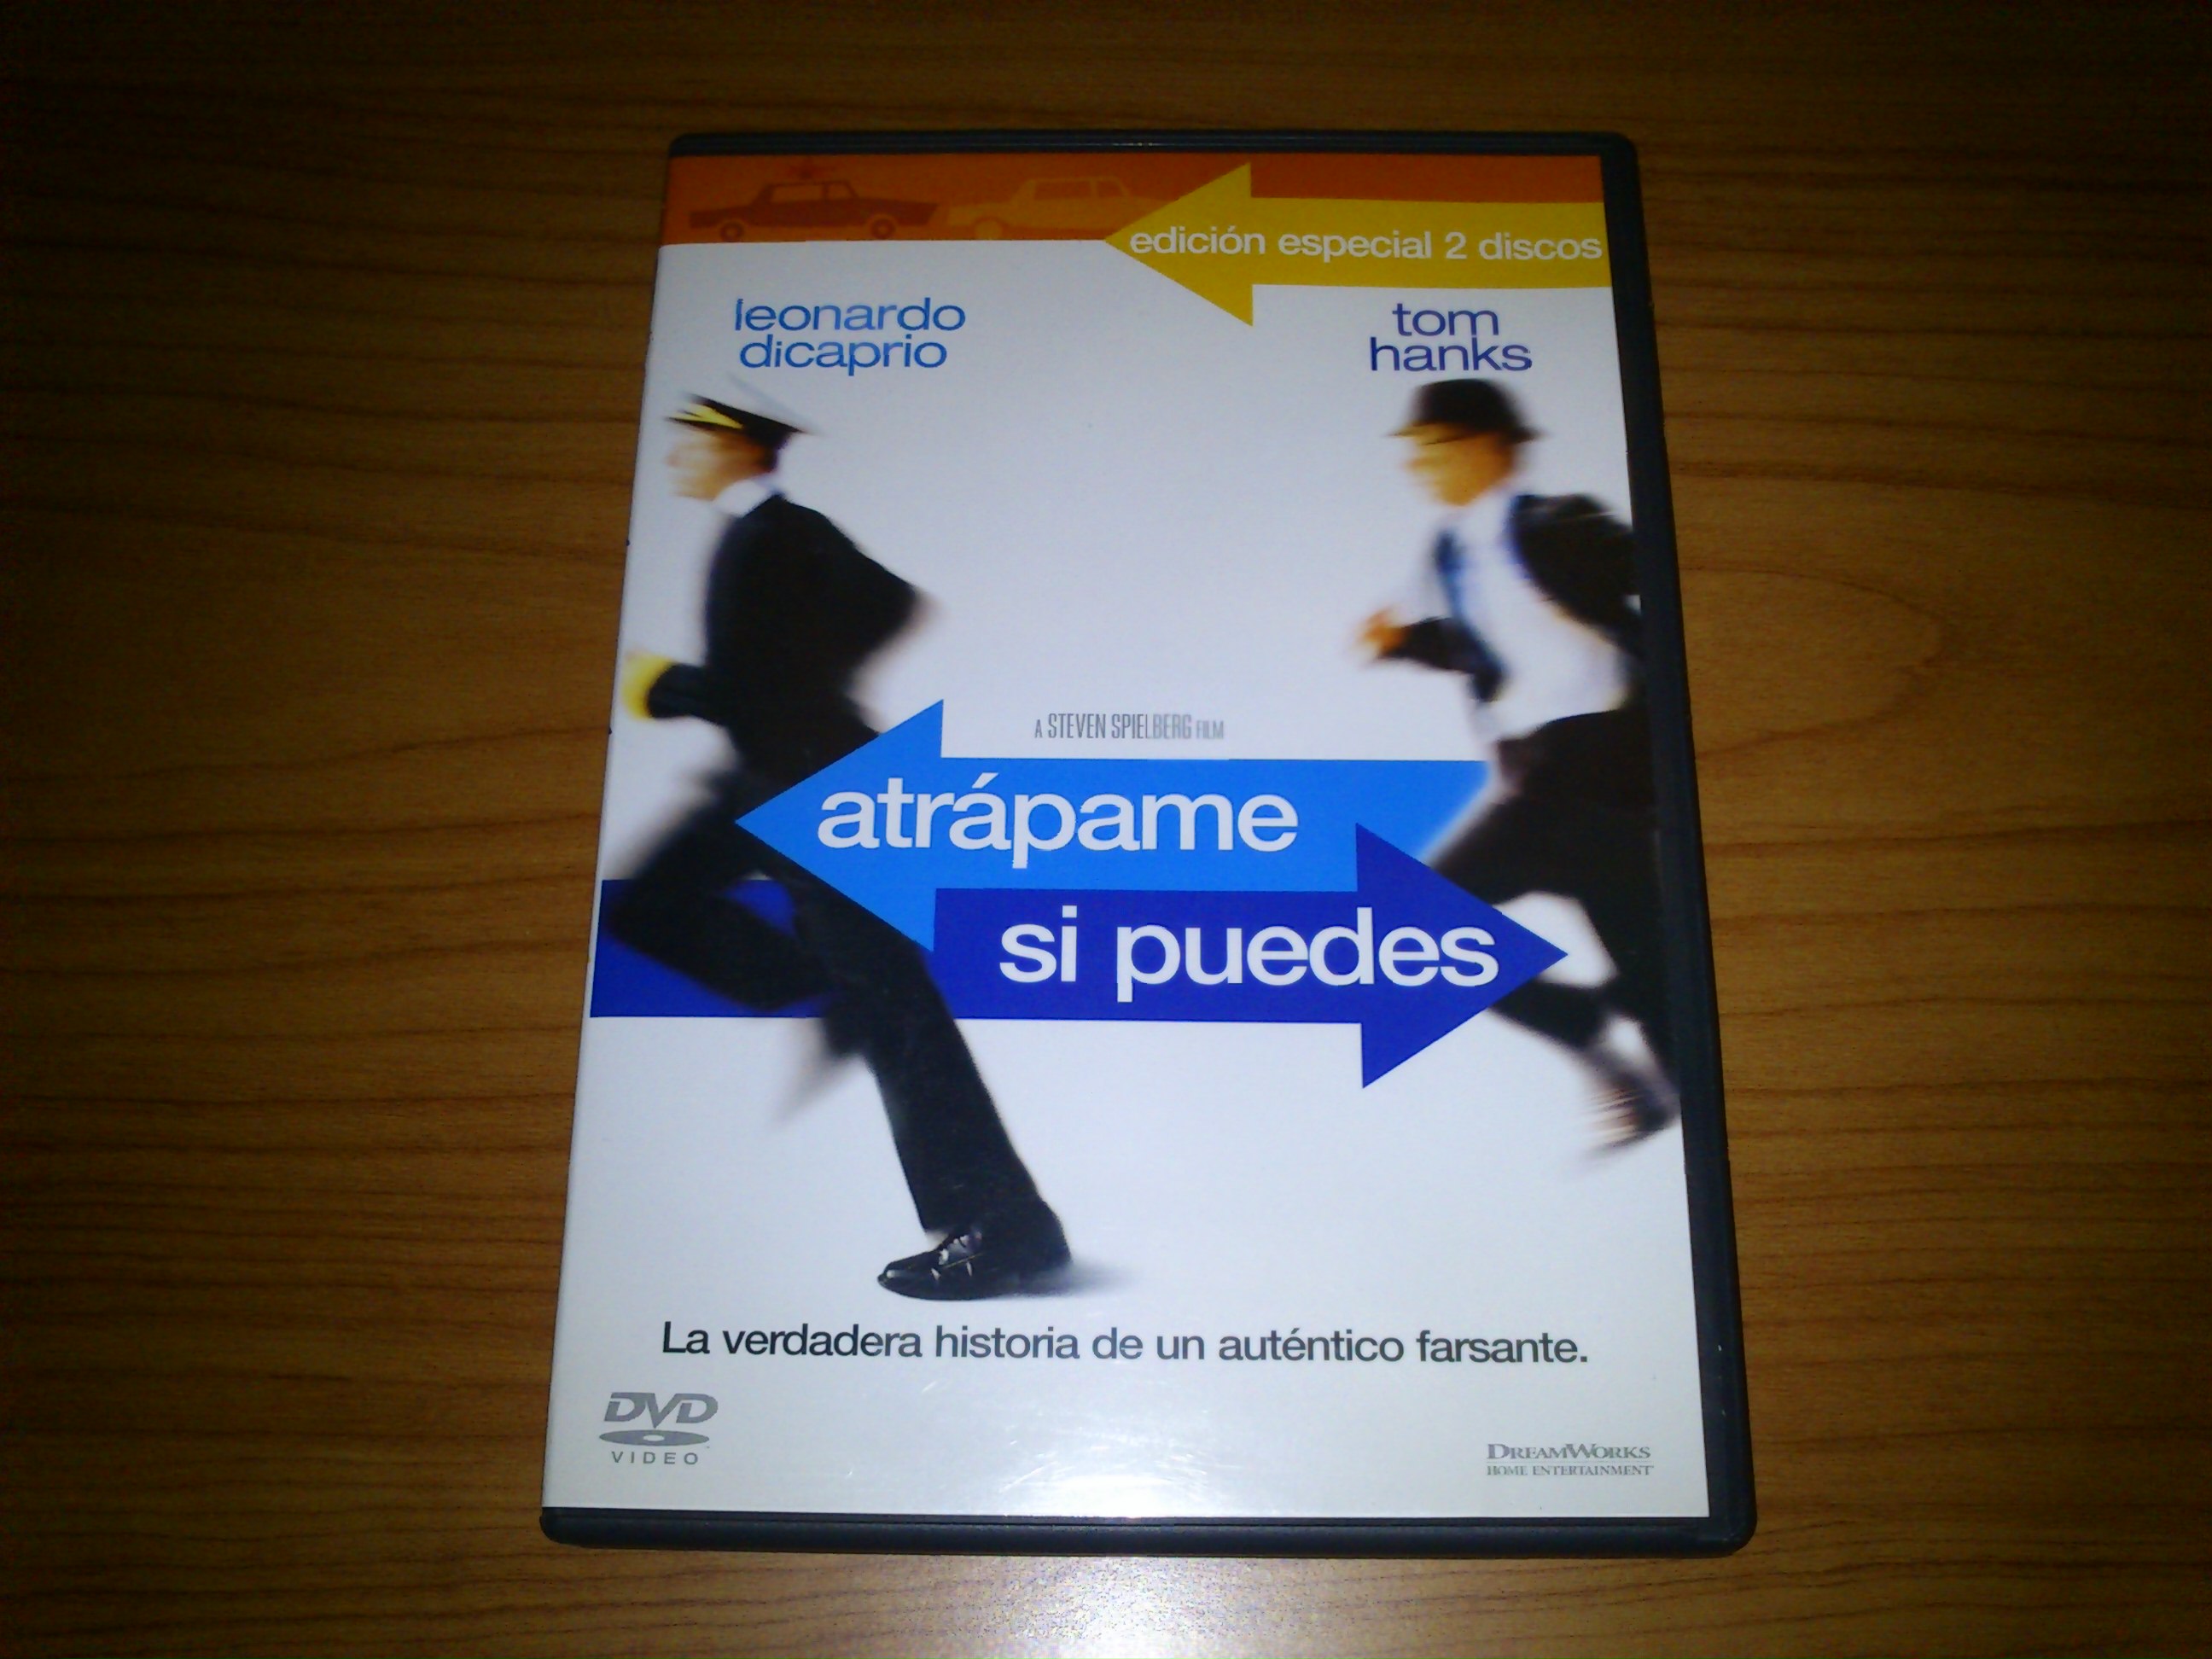 edición especial 2 discos
leonardo
dicaprio
tom
hanks
A STEVEN SPIELBERG FILM
atrápame
si puedes
La verdadera historia de un auténtico farsante.
DVD
VIDEO
DREAMWORKS
HOME ENTERTAINMENT